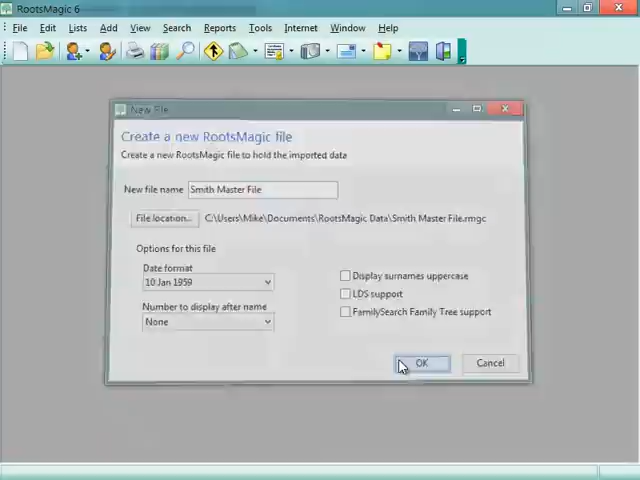 RootsMagic 6
File Edit Lists Add View Search Reports Tools Internet Window Help
New File
Create a new RootsMagic file
Create a new RootsMagic file to hold the imported data
New file name Smith Master File
File location... C:\Users\Mike\Documents\RootsMagic Data\Smith Master File.rmgc
Options for this file
Date format
10 Jan 1959
Number to display after name
None
Display surnames uppercase
LDS support
FamilySearch Family Tree support
OK Cancel